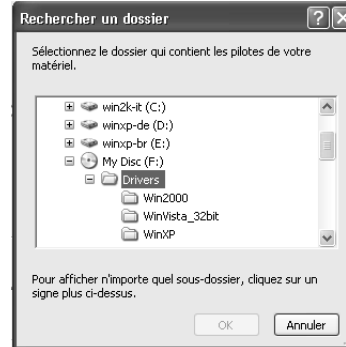 Rechercher un dossier
Sélectionnez le dossier qui contient les pilotes de votre
matériel.
win2k-it (C:)
winxp-de (D:)
winxp-br (E:)
My Disc (F:)
Drivers
Win2000
WinVista_32bit
WinXP
Pour afficher n'importe quel sous-dossier, cliquez sur un
signe plus ci-dessus.
OK Annuler